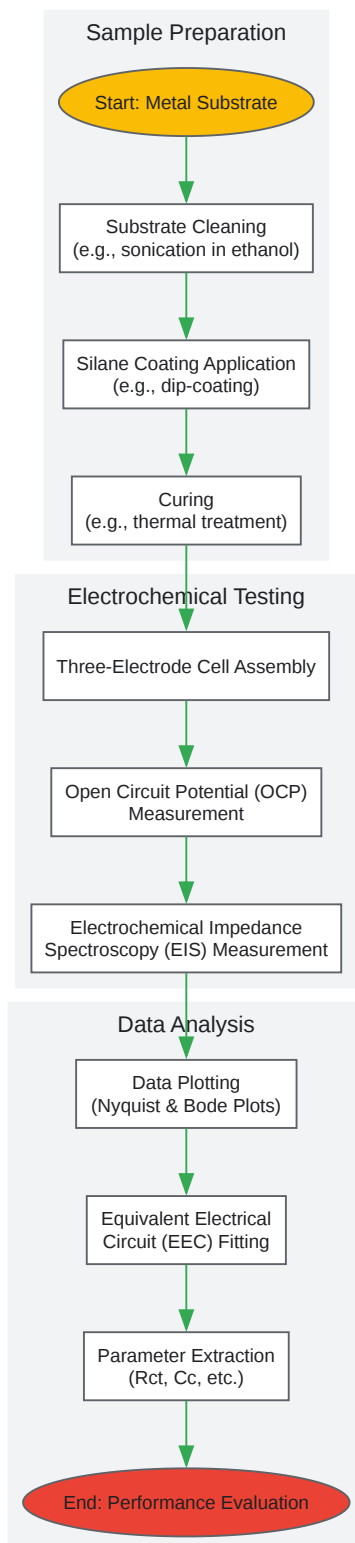 Sample Preparation
Start: Metal Substrate
Substrate Cleaning
(e.g., sonication in ethanol)
Silane Coating Application
(e.g., dip-coating)
Curing
(e.g., thermal treatment)
Electrochemical Testing
Three-Electrode Cell Assembly
Open Circuit Potential (OCP)
Measurement
Electrochemical Impedance
Spectroscopy (EIS) Measurement
Data Analysis
Data Plotting
(Nyquist & Bode Plots)
Equivalent Electrical
Circuit (EEC) Fitting
Parameter Extraction
(Rct, Cc, etc.)
End: Performance Evaluation